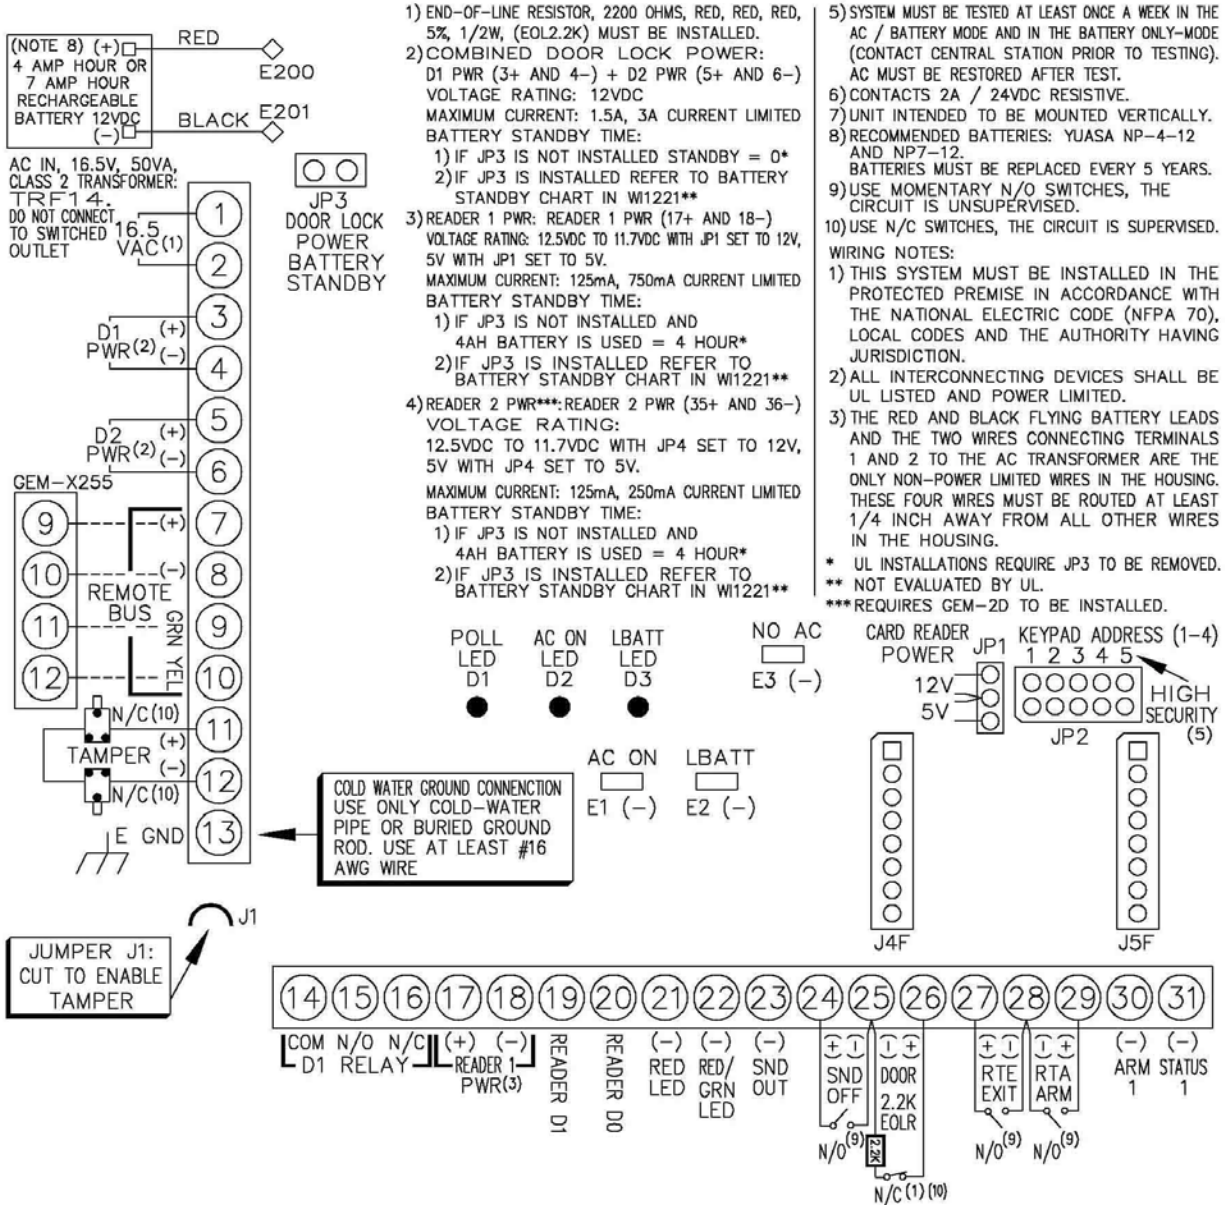 (NOTE 8) (+)
4 AMP HOUR OR
7 AMP HOUR
RECHARGEABLE
BATTERY 12VDC
(-)
RED
E200
BLACK
E201
AC IN, 16.5V, 50VA,
CLASS 2 TRANSFORMER:
TRF14.
DO NOT CONNECT
TO SWITCHED
OUTLET
16.5
VAC(1)
JP3
DOOR LOCK
POWER
BATTERY
STANDBY
1
2
3
4
5
6
7
8
9
10
11
12
13
D1 (+)
PWR(2) (-)
D2 (+)
PWR(2) (-)
GEM-X255
9
10
11
12
(+)
(-)
REMOTE
BUS
GRN YEL
N/C(10)
TAMPER (+)
(-)
N/C(10)
E GND
COLD WATER GROUND CONNENCTION
USE ONLY COLD-WATER
PIPE OR BURIED GROUND
ROD. USE AT LEAST #16
AWG WIRE
J1
JUMPER J1:
CUT TO ENABLE
TAMPER
1) END-OF-LINE RESISTOR, 2200 OHMS, RED, RED, RED,
5%, 1/2W, (EOL2.2K) MUST BE INSTALLED.
2) COMBINED DOOR LOCK POWER:
D1 PWR (3+ AND 4-) + D2 PWR (5+ AND 6-)
VOLTAGE RATING: 12VDC
MAXIMUM CURRENT: 1.5A, 3A CURRENT LIMITED
BATTERY STANDBY TIME:
1) IF JP3 IS NOT INSTALLED STANDBY = 0*
2) IF JP3 IS INSTALLED REFER TO BATTERY
STANDBY CHART IN WI1221**
3) READER 1 PWR: READER 1 PWR (17+ AND 18-)
VOLTAGE RATING: 12.5VDC TO 11.7VDC WITH JP1 SET TO 12V,
5V WITH JP1 SET TO 5V.
MAXIMUM CURRENT: 125mA, 750mA CURRENT LIMITED
BATTERY STANDBY TIME:
1) IF JP3 IS NOT INSTALLED AND
4AH BATTERY IS USED = 4 HOUR*
2) IF JP3 IS INSTALLED REFER TO
BATTERY STANDBY CHART IN WI1221**
4) READER 2 PWR***: READER 2 PWR (35+ AND 36-)
VOLTAGE RATING:
12.5VDC TO 11.7VDC WITH JP4 SET TO 12V,
5V WITH JP4 SET TO 5V.
MAXIMUM CURRENT: 125mA, 250mA CURRENT LIMITED
BATTERY STANDBY TIME:
1) IF JP3 IS NOT INSTALLED AND
4AH BATTERY IS USED = 4 HOUR*
2) IF JP3 IS INSTALLED REFER TO
BATTERY STANDBY CHART IN WI1221**
5) SYSTEM MUST BE TESTED AT LEAST ONCE A WEEK IN THE
AC / BATTERY MODE AND IN THE BATTERY ONLY-MODE
(CONTACT CENTRAL STATION PRIOR TO TESTING).
AC MUST BE RESTORED AFTER TEST.
6) CONTACTS 2A / 24VDC RESISTIVE.
7) UNIT INTENDED TO BE MOUNTED VERTICALLY.
8) RECOMMENDED BATTERIES: YUASA NP-4-12
AND NP7-12.
BATTERIES MUST BE REPLACED EVERY 5 YEARS.
9) USE MOMENTARY N/O SWITCHES, THE
CIRCUIT IS UNSUPERVISED.
10) USE N/C SWITCHES, THE CIRCUIT IS SUPERVISED.
WIRING NOTES:
1) THIS SYSTEM MUST BE INSTALLED IN THE
PROTECTED PREMISE IN ACCORDANCE WITH
THE NATIONAL ELECTRIC CODE (NFPA 70),
LOCAL CODES AND THE AUTHORITY HAVING
JURISDICTION.
2) ALL INTERCONNECTING DEVICES SHALL BE
UL LISTED AND POWER LIMITED.
3) THE RED AND BLACK FLYING BATTERY LEADS
AND THE TWO WIRES CONNECTING TERMINALS
1 AND 2 TO THE AC TRANSFORMER ARE THE
ONLY NON-POWER LIMITED WIRES IN THE HOUSING.
THESE FOUR WIRES MUST BE ROUTED AT LEAST
1/4 INCH AWAY FROM ALL OTHER WIRES
IN THE HOUSING.
* UL INSTALLATIONS REQUIRE JP3 TO BE REMOVED.
** NOT EVALUATED BY UL.
*** REQUIRES GEM-2D TO BE INSTALLED.
POLL
LED
D1
AC ON
LED
D2
LBATT
LED
D3
NO AC
E3 (-)
AC ON
E1 (-)
LBATT
E2 (-)
CARD READER
POWER
JP1
12V
5V
KEYPAD ADDRESS (1-4)
1 2 3 4 5
JP2
HIGH
SECURITY
(5)
J4F
J5F
14 15 16 17 18 19 20 21 22 23 24 25 26 27 28 29 30 31
COM N/O N/C
D1 RELAY
(+) (-)
READER 1
PWR(3)
READER D1
READER D0
(-)
RED
LED
(-)
RED/
GRN
LED
(-)
SND
OUT
(+) (-)
SND
OFF
N/O(9)
(-) (+)
DOOR
2.2K
EOLR
2.2K
N/C(1)(10)
(+) (-)
RTE
EXIT
N/O(9)
(-) (+)
RTA
ARM
N/O(9)
(-)
ARM
1
(-)
STATUS
1